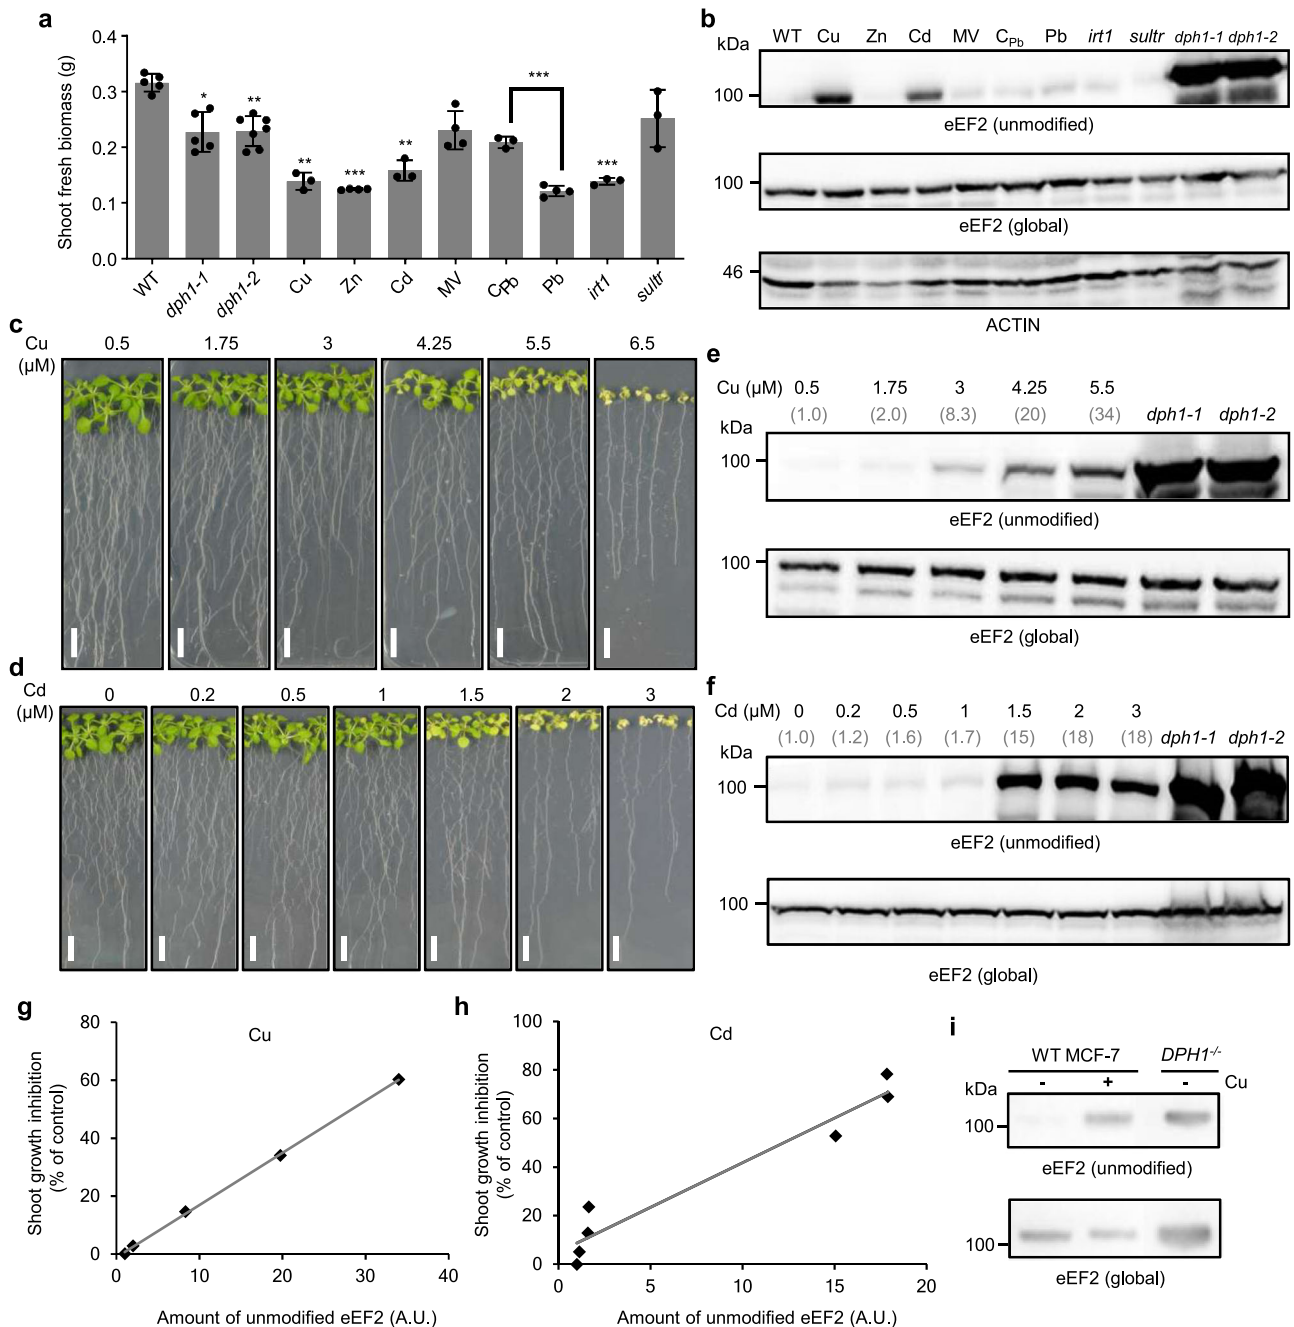 a
Shoot fresh biomass (g)
0.4
0.3
0.2
0.1
0.0
*
**
**
***
**
***
***
WT
dph1-1
dph1-2
Cu
Zn
Cd
MV
CPb
Pb
irt1
sultr
b
kDa WT Cu Zn Cd MV CPb Pb irt1 sultr dph1-1 dph1-2
100
eEF2 (unmodified)
100
eEF2 (global)
46
ACTIN
c
Cu (µM) 0.5 1.75 3 4.25 5.5 6.5
d
Cd (µM) 0 0.2 0.5 1 1.5 2 3
e
Cu (µM) 0.5 1.75 3 4.25 5.5
(1.0) (2.0) (8.3) (20) (34) dph1-1 dph1-2
kDa
100
eEF2 (unmodified)
100
eEF2 (global)
f
Cd (µM) 0 0.2 0.5 1 1.5 2 3
(1.0) (1.2) (1.6) (1.7) (15) (18) (18) dph1-1 dph1-2
kDa
100
eEF2 (unmodified)
100
eEF2 (global)
g
Cu
Shoot growth inhibition
(% of control)
80
60
40
20
0
0 10 20 30 40
Amount of unmodified eEF2 (A.U.)
h
Cd
Shoot growth inhibition
(% of control)
100
80
60
40
20
0
0 5 10 15 20
Amount of unmodified eEF2 (A.U.)
i
WT MCF-7 DPH1-/-
kDa - + - Cu
100
eEF2 (unmodified)
100
eEF2 (global)